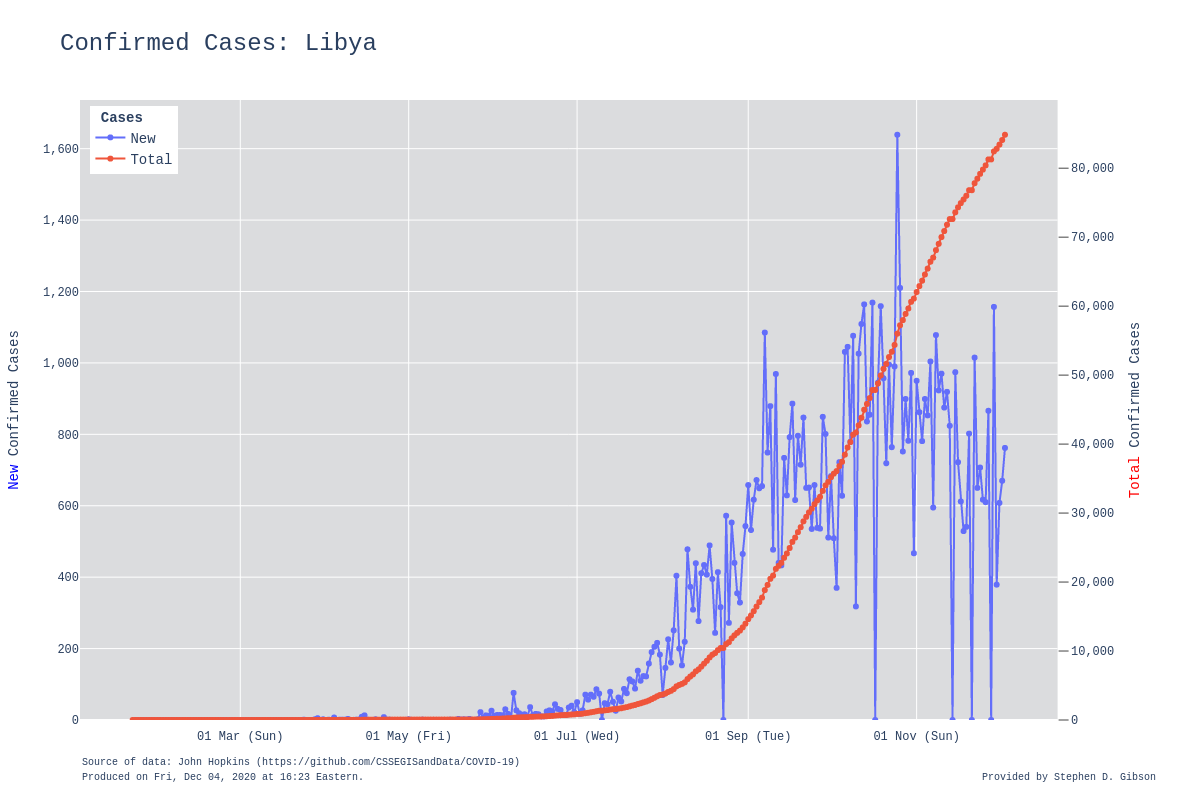 Confirmed Cases: Libya
Cases
New
Total
1,600
1,400
1,200
1,000
800
600
400
200
0
80,000
70,000
60,000
50,000
40,000
30,000
20,000
10,000
0
New Confirmed Cases
Total Confirmed Cases
01 Mar (Sun)
01 May (Fri)
01 Jul (Wed)
01 Sep (Tue)
01 Nov (Sun)
Source of data: John Hopkins (https://github.com/CSSEGISandData/COVID-19)
Produced on Fri, Dec 04, 2020 at 16:23 Eastern.
Provided by Stephen D. Gibson